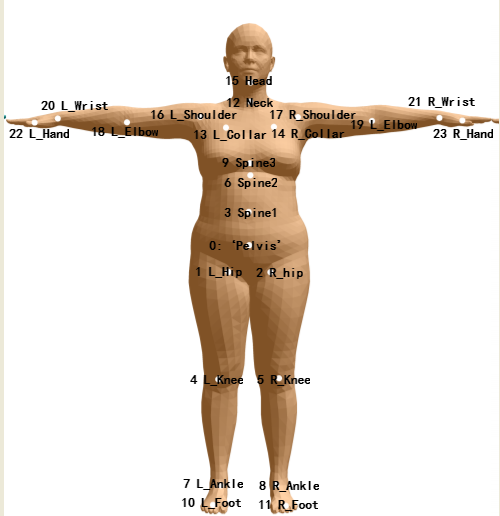 15 Head
12 Neck
21 R_Wrist
20 L_Wrist
16 L_Shoulder
17 R_Shoulder
19 L_Elbow
22 L_Hand
18 L_Elbow
13 L_Collar
14 R_Collar
23 R_Hand
9 Spine3
6 Spine2
3 Spine1
0: 'Pelvis'
1 L_Hip
2 R_hip
4 L_Knee
5 R_Knee
7 L_Ankle
8 R_Ankle
10 L_Foot
11 R_Foot